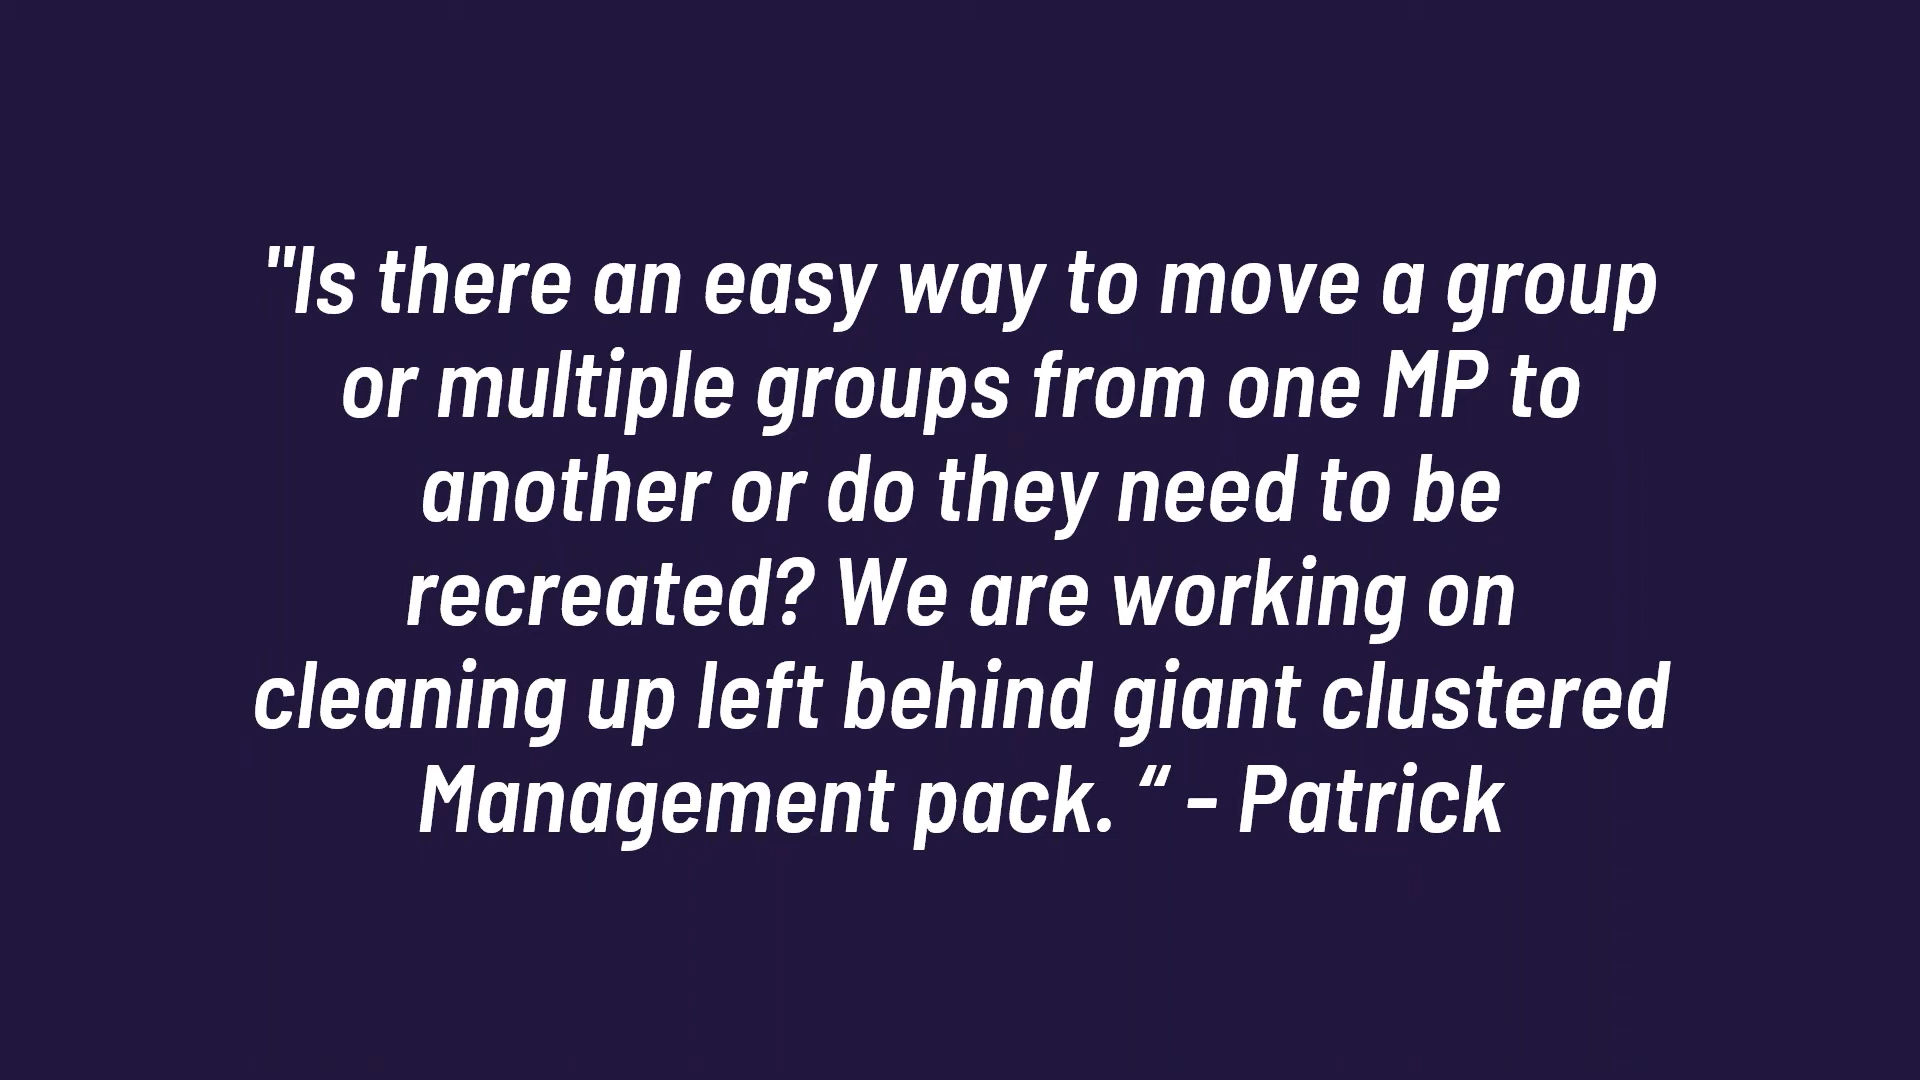 "Is there an easy way to move a group
or multiple groups from one MP to
another or do they need to be
recreated? We are working on
cleaning up left behind giant clustered
Management pack. “ - Patrick